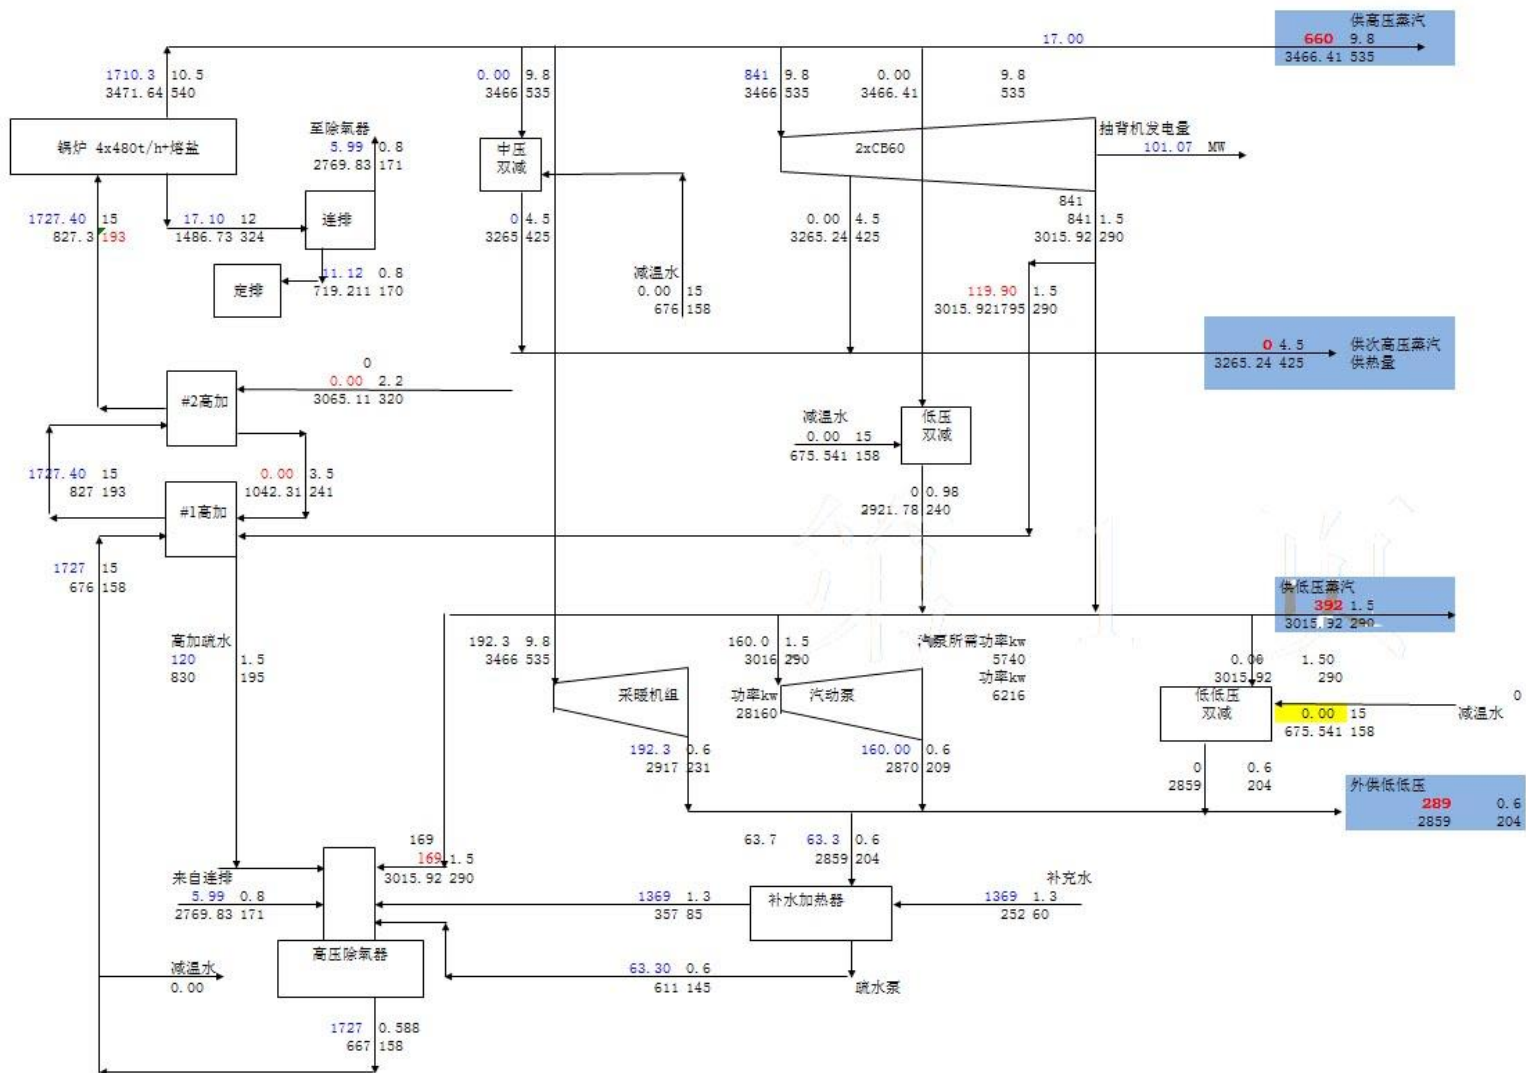 供高压蒸汽
17.00
660 9.8
3466.41 535
1710.3 10.5
3471.64 540
0.00 9.8
3466 535
841 9.8
3466 535
0.00
3466.41
9.8
535
锅炉 4x480t/h+熔盐
至除氧器
5.99 0.8
2769.83 171
中压
双减
2xCB60
抽背机发电量
101.07 MW
841
841 1.5
3015.92 290
1727.40 15
827.3 193
17.10 12
1486.73 324
连排
0 4.5
3265 425
0.00 4.5
3265.24 425
定排
11.12 0.8
719.211 170
减温水
0.00 15
676 158
119.90 1.5
3015.921795 290
0 4.5
3265.24 425
供次高压蒸汽
供热量
0
0.00 2.2
3065.11 320
#2高加
减温水
0.00 15
675.541 158
低压
双减
1727.40 15
827 193
0.00 3.5
1042.31 241
#1高加
0 0.98
2921.78 240
第 1 页
1727 15
676 158
供低压蒸汽
392 1.5
3015.92 290
高加疏水
120 1.5
830 195
192.3 9.8
3466 535
160.0 1.5
3016 290
汽泵所需功率kw
5740
功率kw
6216
0.00 1.50
3015.92 290
采暖机组
功率kw
28160
汽动泵
低低压
双减
0
0.00 15
675.541 158
减温水
192.3 0.6
2917 231
160.00 0.6
2870 209
0 0.6
2859 204
外供低低压
289 0.6
2859 204
169
169 1.5
3015.92 290
63.7 63.3 0.6
2859 204
来自连排
5.99 0.8
2769.83 171
1369 1.3
357 85
补水加热器
补充水
1369 1.3
252 60
高压除氧器
减温水
0.00
63.30 0.6
611 145
疏水泵
1727 0.588
667 158